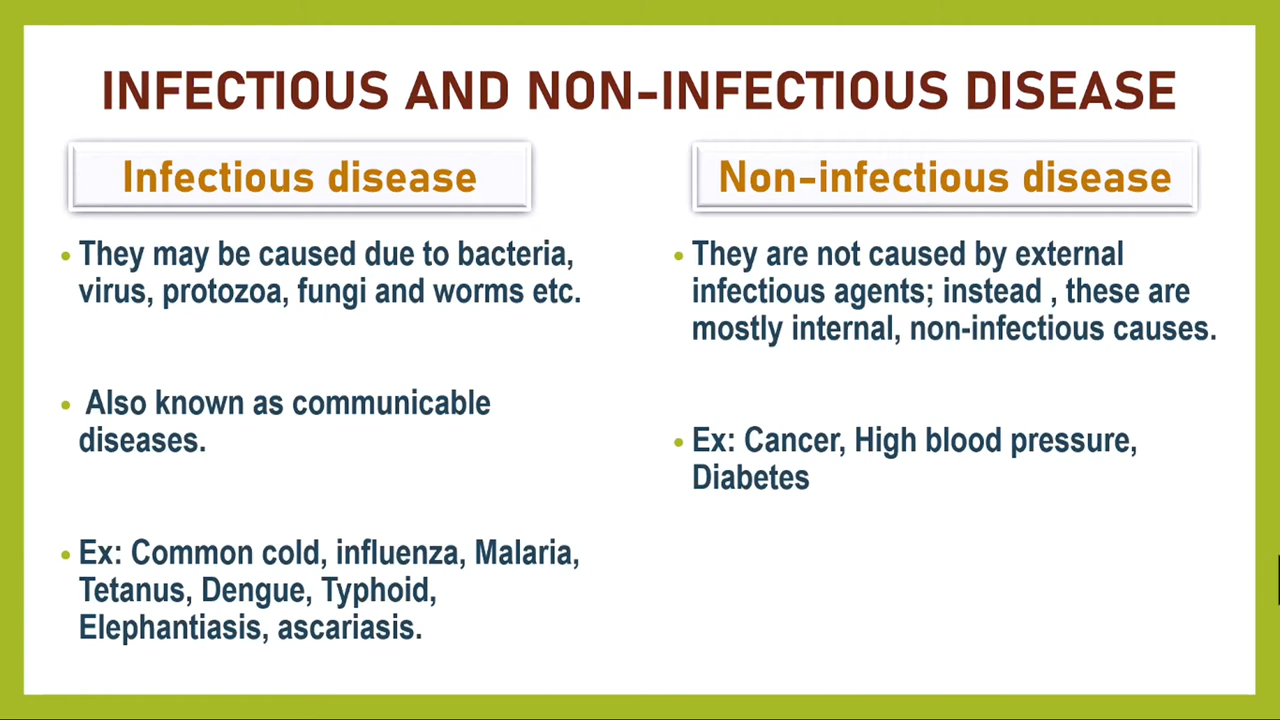 INFECTIOUS AND NON-INFECTIOUS DISEASE
Infectious disease
• They may be caused due to bacteria,
virus, protozoa, fungi and worms etc.
• Also known as communicable
diseases.
• Ex: Common cold, influenza, Malaria,
Tetanus, Dengue, Typhoid,
Elephantiasis, ascariasis.
Non-infectious disease
• They are not caused by external
infectious agents; instead , these are
mostly internal, non-infectious causes.
• Ex: Cancer, High blood pressure,
Diabetes